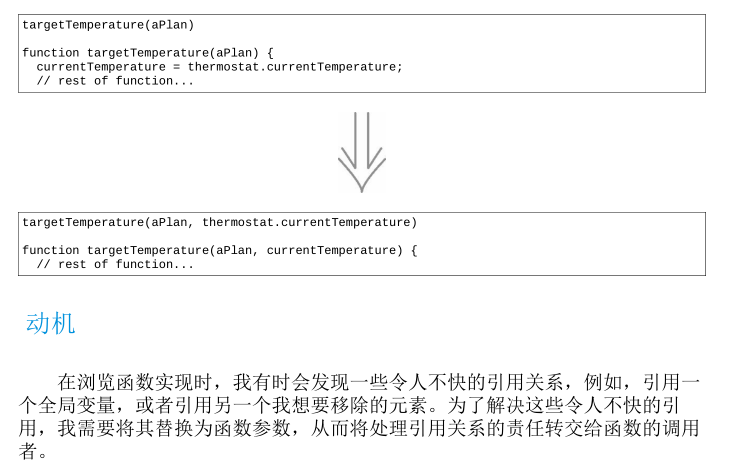 targetTemperature(aPlan)
function targetTemperature(aPlan) {
  currentTemperature = thermostat.currentTemperature;
  // rest of function...
targetTemperature(aPlan, thermostat.currentTemperature)
function targetTemperature(aPlan, currentTemperature) {
  // rest of function...
动机
在浏览函数实现时，我有时会发现一些令人不快的引用关系，例如，引用一
个全局变量，或者引用另一个我想要移除的元素。为了解决这些令人不快的引
用，我需要将其替换为函数参数，从而将处理引用关系的责任转交给函数的调用
者。